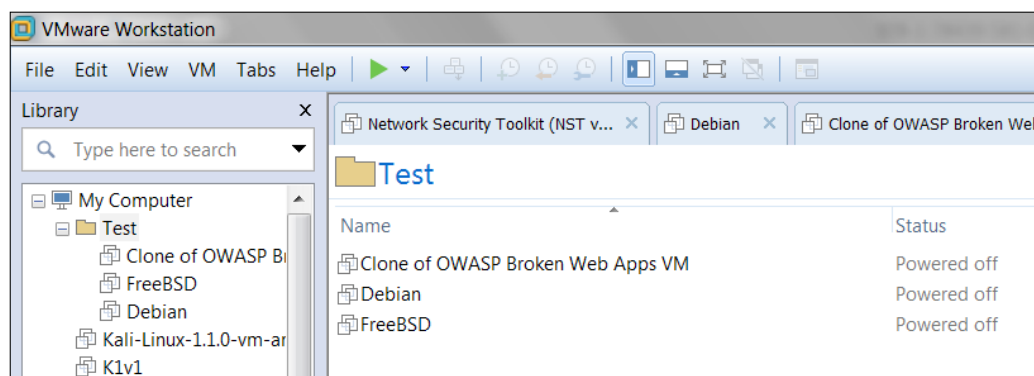 VMware Workstation
File Edit View VM Tabs Help
Library x
Type here to search
My Computer
Test
Clone of OWASP Br
FreeBSD
Debian
Kali-Linux-1.1.0-vm-ar
K1v1
Network Security Toolkit (NST v... × Debian × Clone of OWASP Broken Wel
Test
Name Status
Clone of OWASP Broken Web Apps VM Powered off
Debian Powered off
FreeBSD Powered off